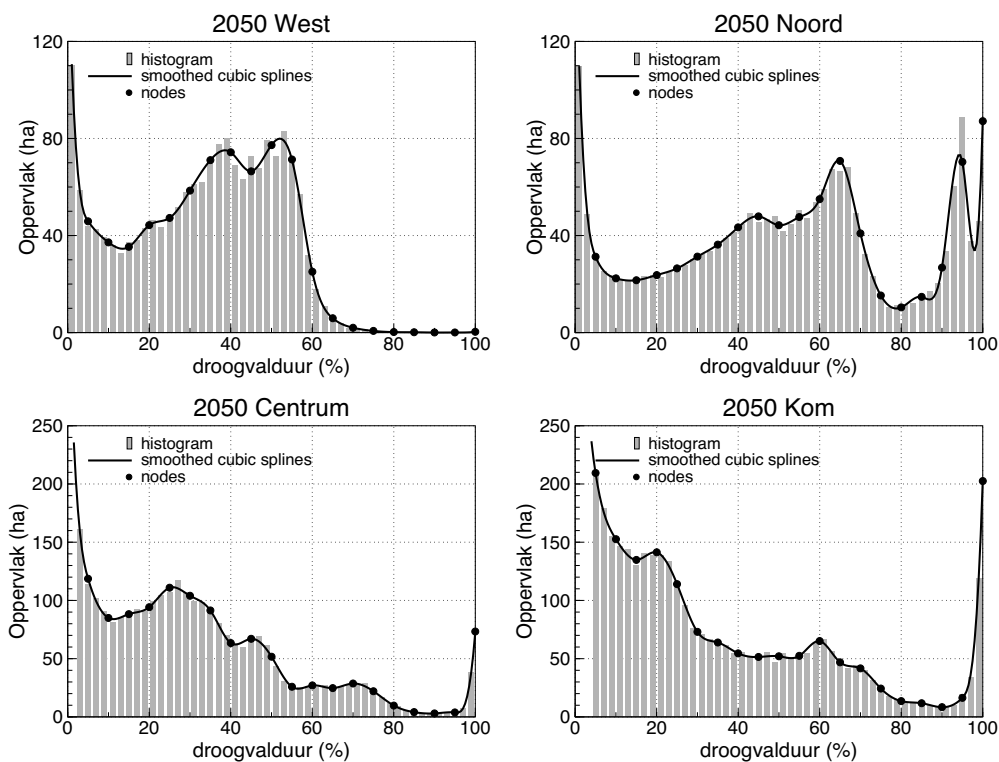 2050 West
120
80
40
0
Oppervlak (ha)
histogram
smoothed cubic splines
nodes
0 20 40 60 80 100
droogvalduur (%)
2050 Noord
120
80
40
0
Oppervlak (ha)
histogram
smoothed cubic splines
nodes
0 20 40 60 80 100
droogvalduur (%)
2050 Centrum
250
200
150
100
50
0
Oppervlak (ha)
histogram
smoothed cubic splines
nodes
0 20 40 60 80 100
droogvalduur (%)
2050 Kom
250
200
150
100
50
0
Oppervlak (ha)
histogram
smoothed cubic splines
nodes
0 20 40 60 80 100
droogvalduur (%)